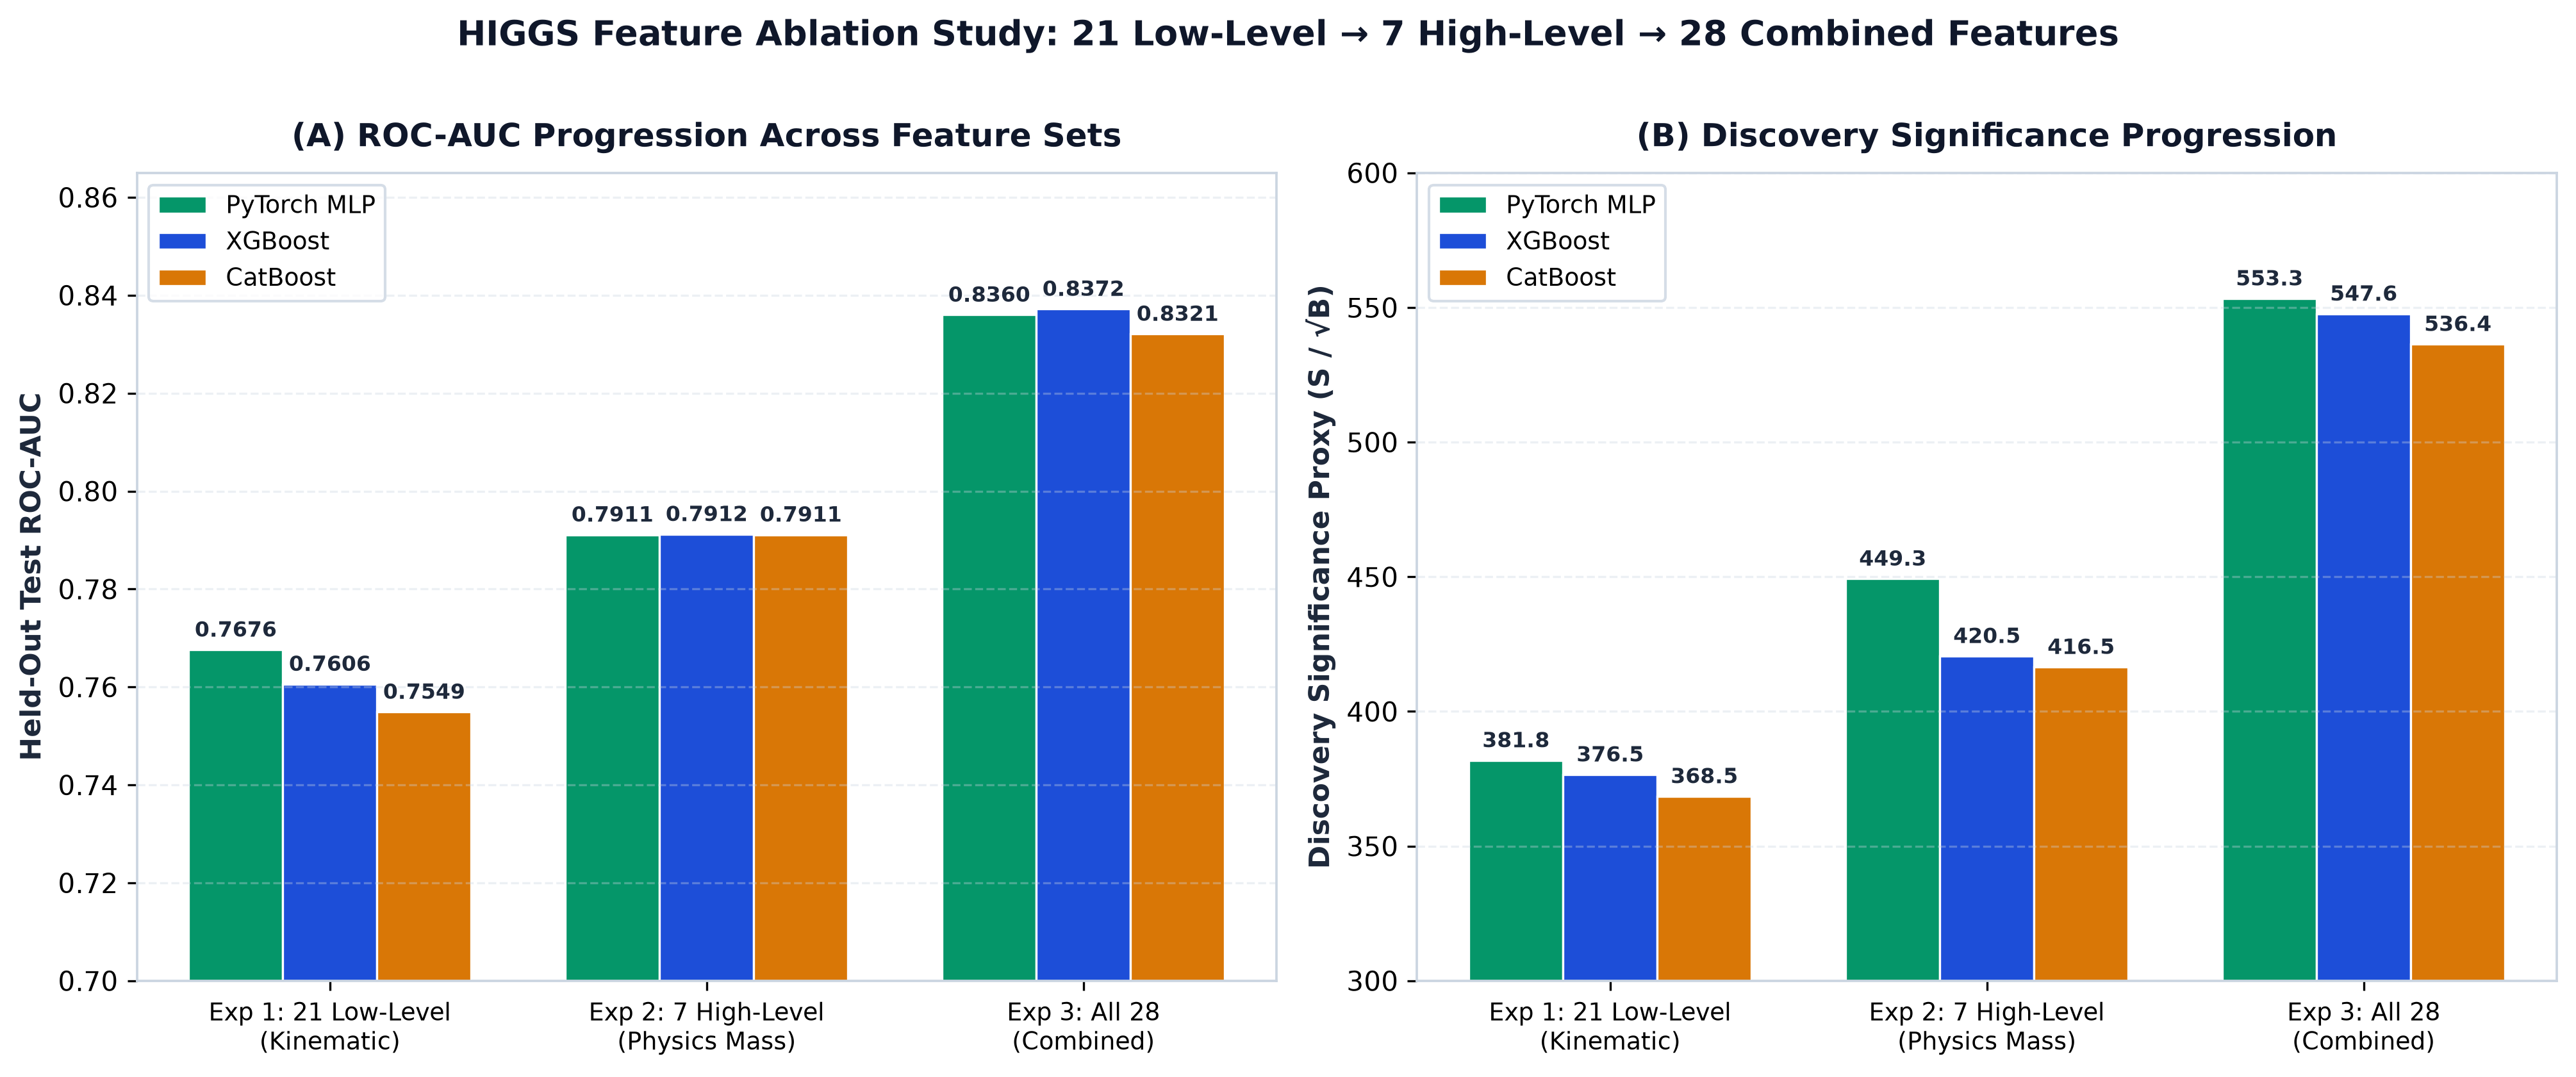 HIGGS Feature Ablation Study: 21 Low-Level → 7 High-Level → 28 Combined Features
(A) ROC-AUC Progression Across Feature Sets
PyTorch MLP
XGBoost
CatBoost
Held-Out Test ROC-AUC
0.86
0.84
0.82
0.80
0.78
0.76
0.74
0.72
0.70
0.7676
0.7606
0.7549
0.7911
0.7912
0.7911
0.8360
0.8372
0.8321
Exp 1: 21 Low-Level
(Kinematic)
Exp 2: 7 High-Level
(Physics Mass)
Exp 3: All 28
(Combined)
(B) Discovery Significance Progression
PyTorch MLP
XGBoost
CatBoost
Discovery Significance Proxy (S / √B)
600
550
500
450
400
350
300
381.8
376.5
368.5
449.3
420.5
416.5
553.3
547.6
536.4
Exp 1: 21 Low-Level
(Kinematic)
Exp 2: 7 High-Level
(Physics Mass)
Exp 3: All 28
(Combined)